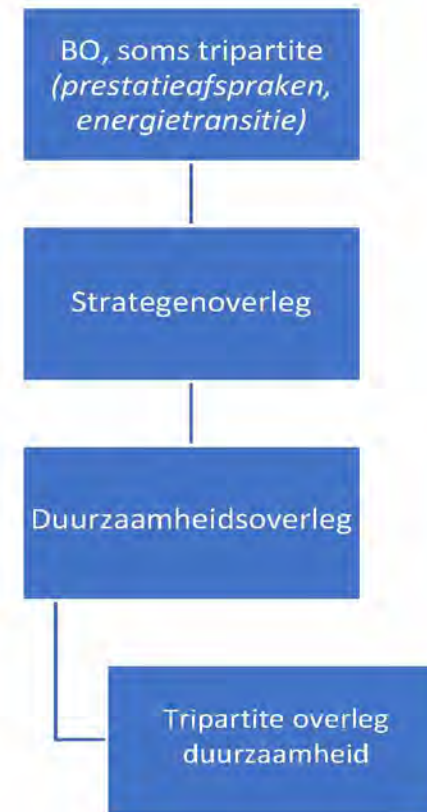 BO, soms tripartite
(prestatieafspraken,
energietransitie)
Strategenoverleg
Duurzaamheidsoverleg
Tripartite overleg
duurzaamheid